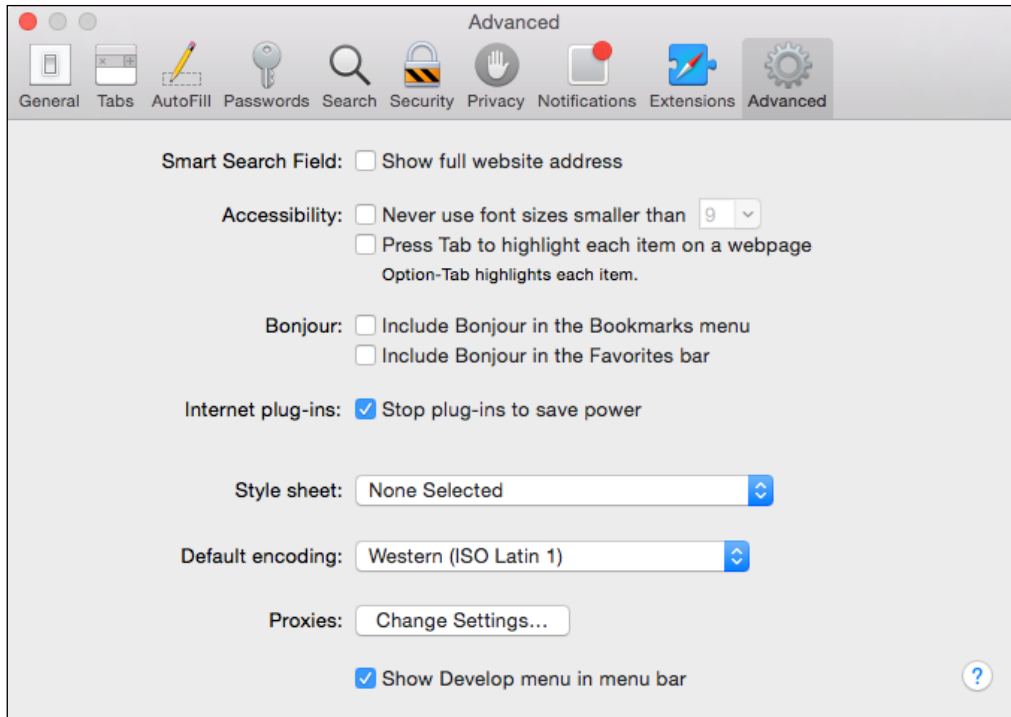 Advanced
General Tabs AutoFill Passwords Search Security Privacy Notifications Extensions Advanced
Smart Search Field: Show full website address
Accessibility: Never use font sizes smaller than 9
Press Tab to highlight each item on a webpage
Option-Tab highlights each item.
Bonjour: Include Bonjour in the Bookmarks menu
Include Bonjour in the Favorites bar
Internet plug-ins: Stop plug-ins to save power
Style sheet: None Selected
Default encoding: Western (ISO Latin 1)
Proxies: Change Settings...
Show Develop menu in menu bar
?